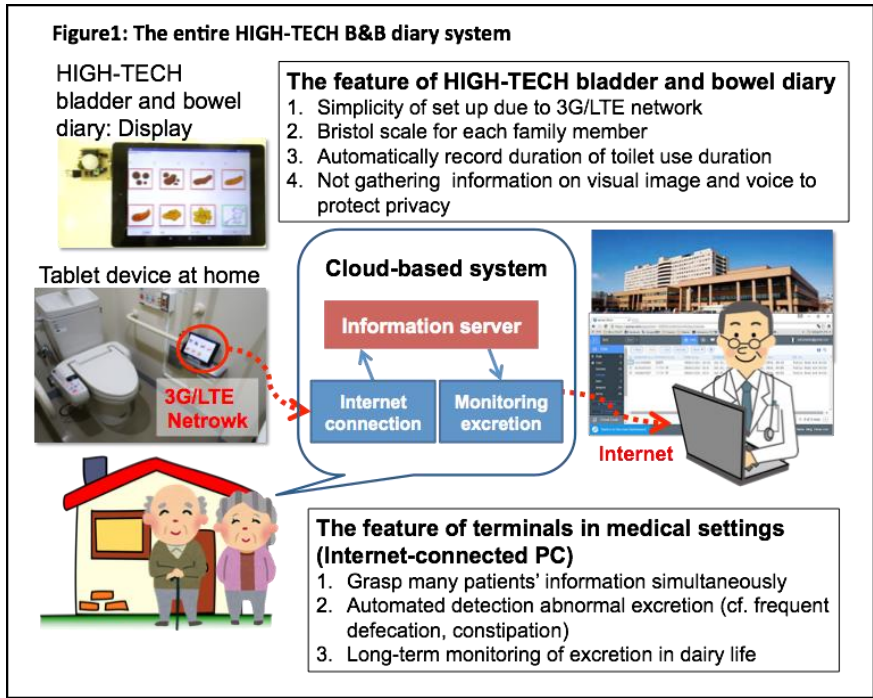 Figure1: The entire HIGH-TECH B&B diary system
HIGH-TECH
bladder and bowel
diary: Display
The feature of HIGH-TECH bladder and bowel diary
1. Simplicity of set up due to 3G/LTE network
2. Bristol scale for each family member
3. Automatically record duration of toilet use duration
4. Not gathering information on visual image and voice to
protect privacy
Tablet device at home
3G/LTE
Netrowk
Cloud-based system
Information server
Internet
connection
Monitoring
excretion
Internet
The feature of terminals in medical settings
(Internet-connected PC)
1. Grasp many patients' information simultaneously
2. Automated detection abnormal excretion (cf. frequent
defecation, constipation)
3. Long-term monitoring of excretion in dairy life